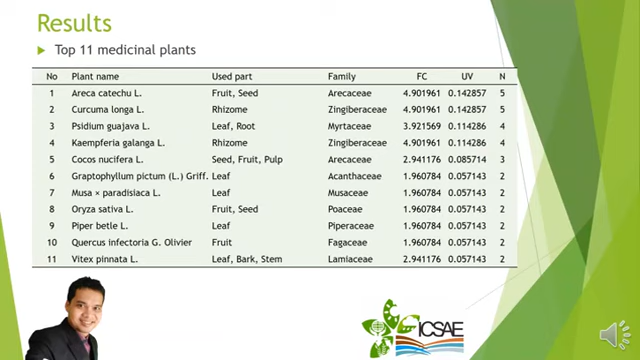 Results
Top 11 medicinal plants
No Plant name Used part Family FC UV N
1 Areca catechu L. Fruit, Seed Arecaceae 4.901961 0.142857 5
2 Curcuma longa L. Rhizome Zingiberaceae 4.901961 0.142857 5
3 Psidium guajava L. Leaf, Root Myrtaceae 3.921569 0.114286 4
4 Kaempferia galanga L. Rhizome Zingiberaceae 4.901961 0.114286 4
5 Cocos nucifera L. Seed, Fruit, Pulp Arecaceae 2.941176 0.085714 3
6 Graptophyllum pictum (L.) Griff. Leaf Acanthaceae 1.960784 0.057143 2
7 Musa × paradisiaca L. Leaf Musaceae 1.960784 0.057143 2
8 Oryza sativa L. Fruit, Seed Poaceae 1.960784 0.057143 2
9 Piper betle L. Leaf Piperaceae 1.960784 0.057143 2
10 Quercus infectoria G. Olivier Fruit Fagaceae 1.960784 0.057143 2
11 Vitex pinnata L. Leaf, Bark, Stem Lamiaceae 2.941176 0.057143 2
ICSAE